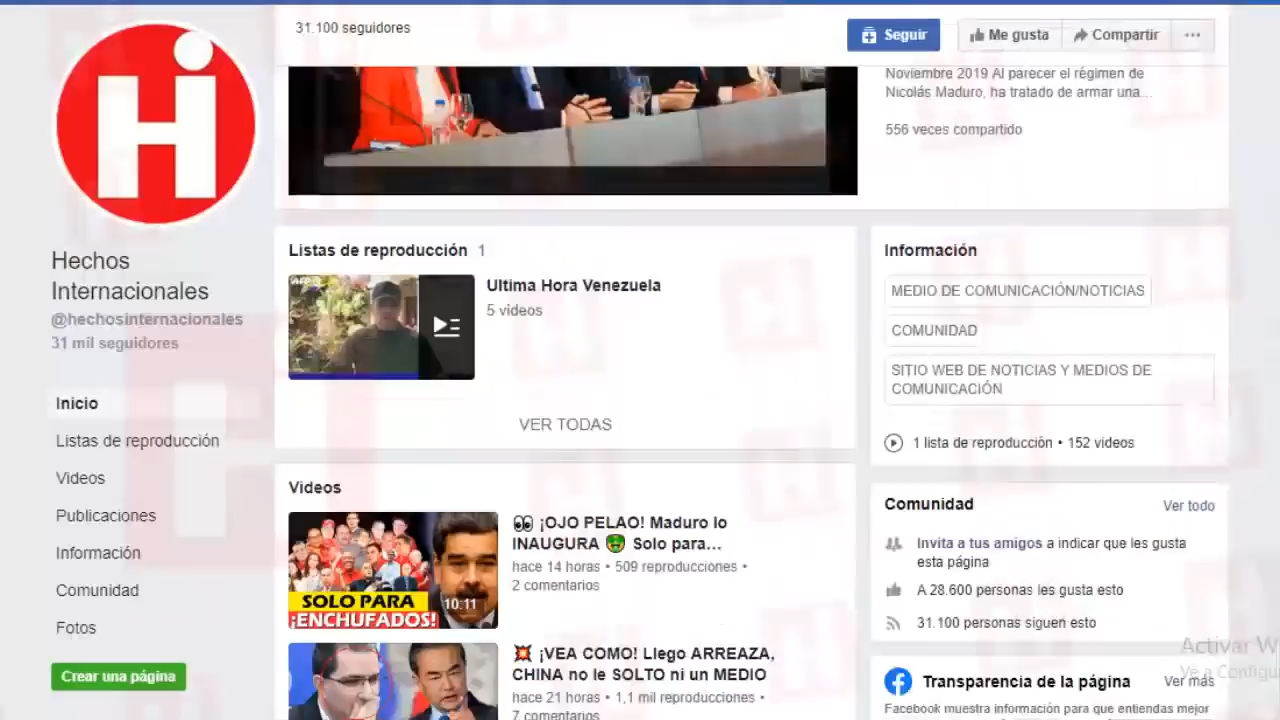 31.100 seguidores
Seguir
Me gusta
Compartir
Noviembre 2019 Al parecer el régimen de
Nicolás Maduro, ha tratado de armar una...
556 veces compartido
Hi
Hechos
Internacionales
@hechosinternacionales
31 mil seguidores
Inicio
Listas de reproducción
Videos
Publicaciones
Información
Comunidad
Fotos
Crear una página
Listas de reproducción 1
Ultima Hora Venezuela
5 videos
VER TODAS
Videos
¡OJO PELAO! Maduro lo
INAUGURA Solo para...
hace 14 horas • 509 reproducciones •
2 comentarios
SOLO PARA
¡ENCHUFADOS!
10:11
¡VEA COMO! Llego ARREAZA,
CHINA no le SOLTO ni un MEDIO
hace 21 horas • 1,1 mil reproducciones •
7 comentarios
Información
MEDIO DE COMUNICACIÓN/NOTICIAS
COMUNIDAD
SITIO WEB DE NOTICIAS Y MEDIOS DE
COMUNICACIÓN
1 lista de reproducción • 152 videos
Comunidad
Ver todo
Invita a tus amigos a indicar que les gusta
esta página
A 28.600 personas les gusta esto
31.100 personas siguen esto
Activar W
Ve a Configu
Transparencia de la página
Ver más
Facebook muestra información para que entiendas mejor